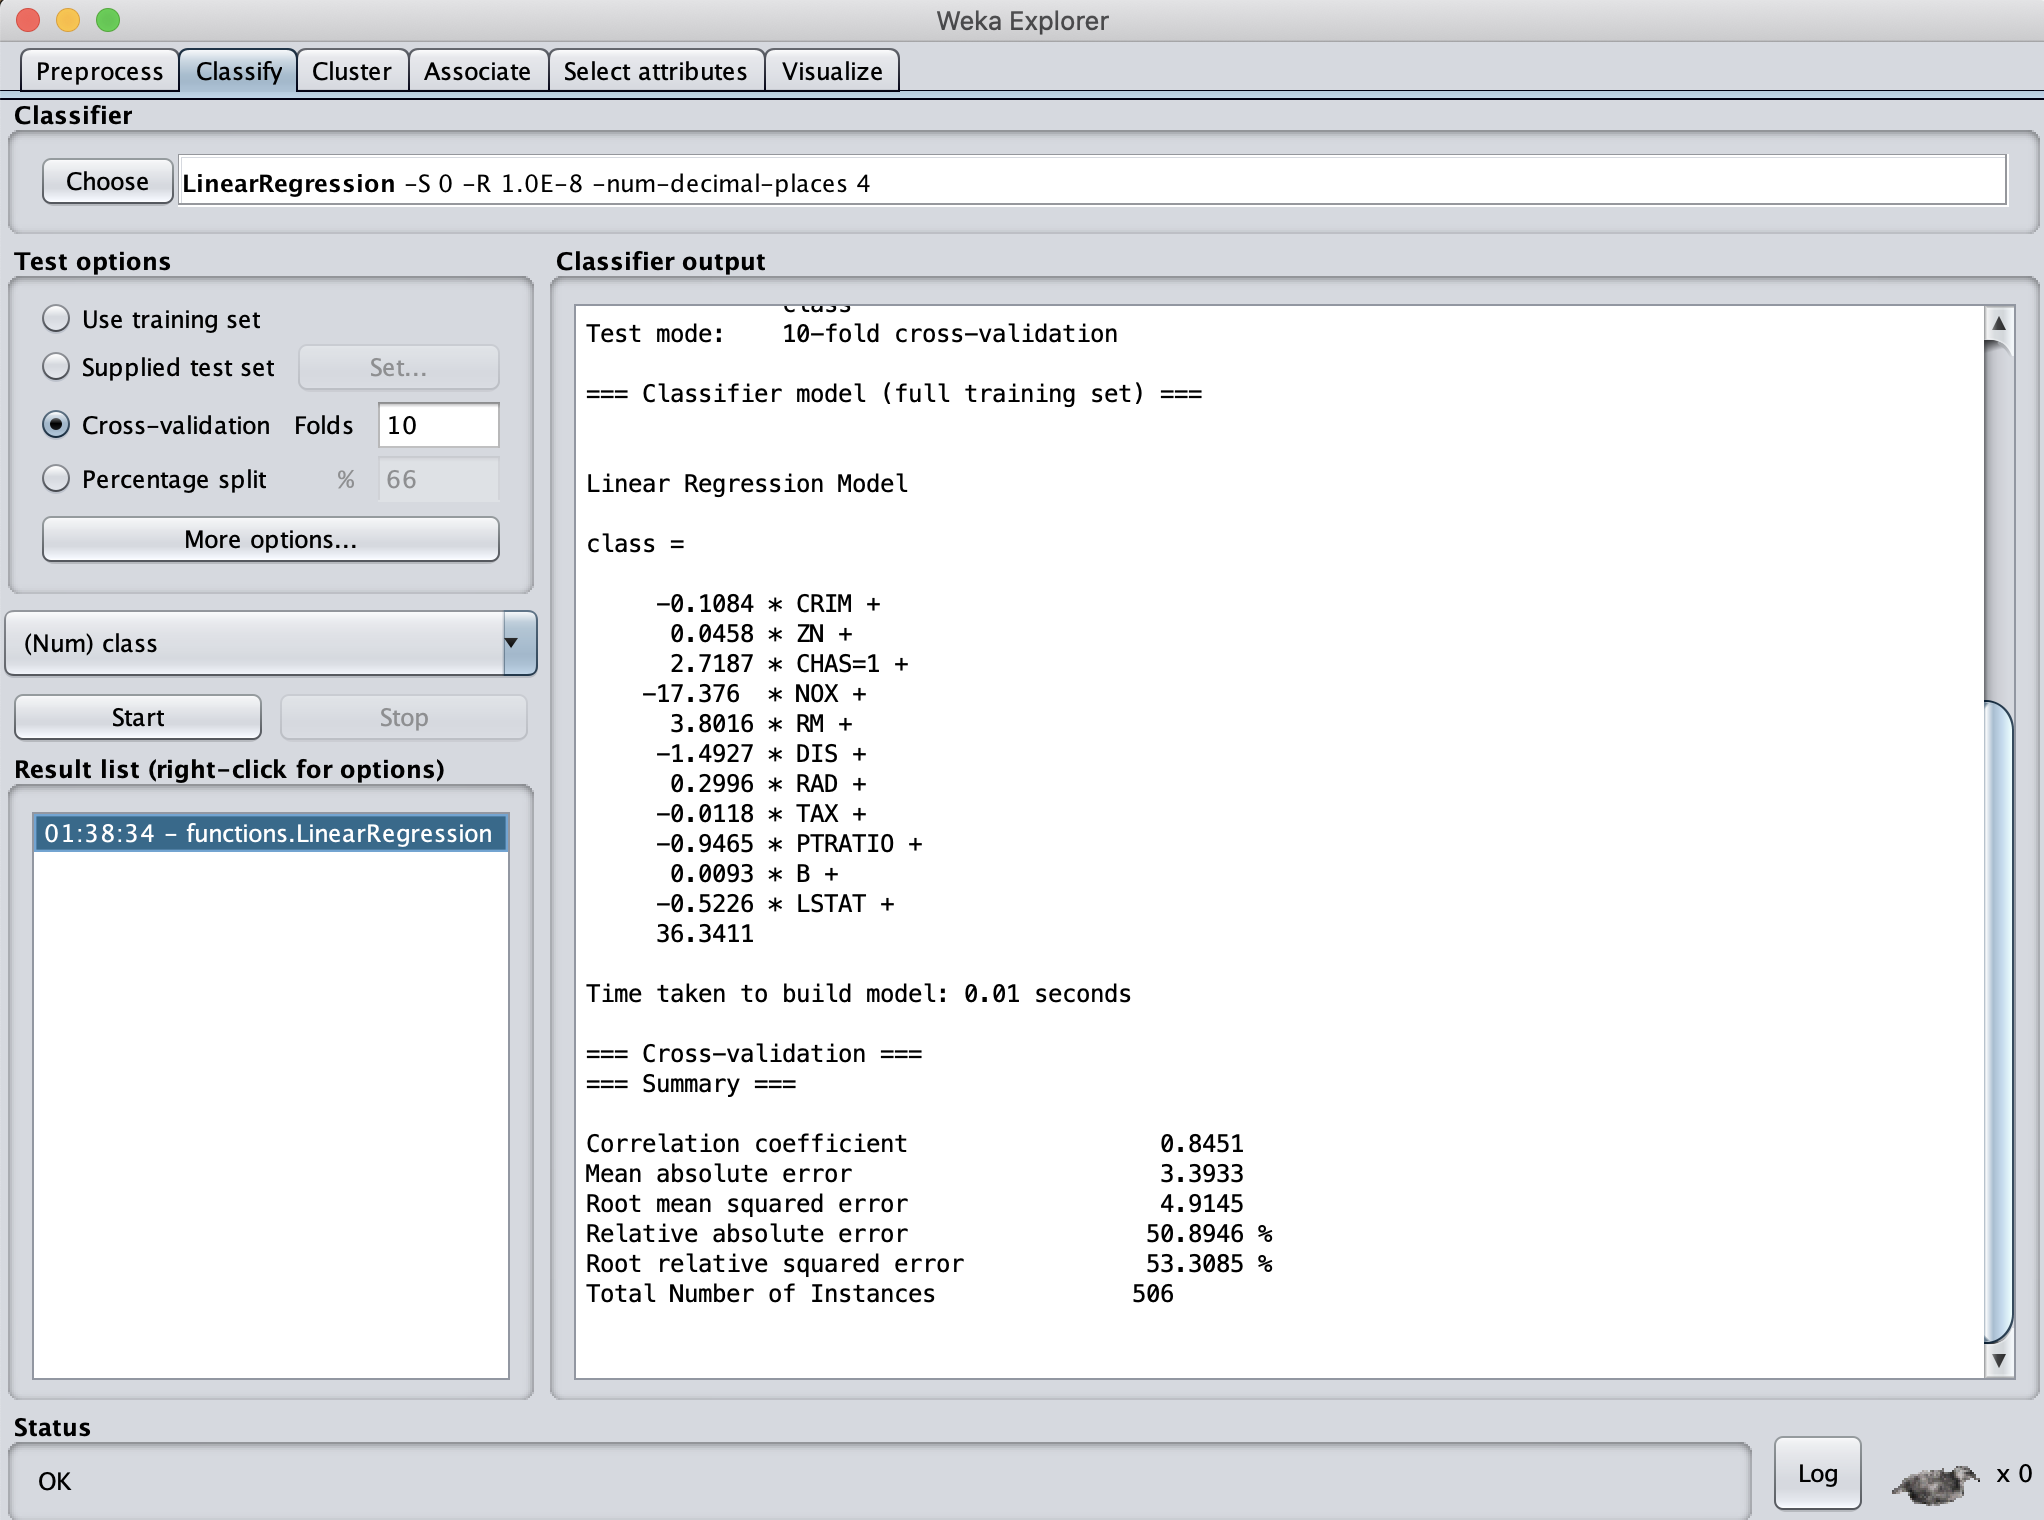 Weka Explorer
Preprocess Classify Cluster Associate Select attributes Visualize
Classifier
Choose LinearRegression -S 0 -R 1.0E-8 -num-decimal-places 4
Test options
Use training set
Supplied test set Set...
Cross-validation Folds 10
Percentage split % 66
More options...
(Num) class
Start Stop
Result list (right-click for options)
01:38:34 - functions.LinearRegression
Classifier output
class
Test mode: 10-fold cross-validation
=== Classifier model (full training set) ===
Linear Regression Model
class =
-0.1084 * CRIM +
0.0458 * ZN +
2.7187 * CHAS=1 +
-17.376 * NOX +
3.8016 * RM +
-1.4927 * DIS +
0.2996 * RAD +
-0.0118 * TAX +
-0.9465 * PTRATIO +
0.0093 * B +
-0.5226 * LSTAT +
36.3411
Time taken to build model: 0.01 seconds
=== Cross-validation ===
=== Summary ===
Correlation coefficient 0.8451
Mean absolute error 3.3933
Root mean squared error 4.9145
Relative absolute error 50.8946 %
Root relative squared error 53.3085 %
Total Number of Instances 506
Status
OK
Log x 0